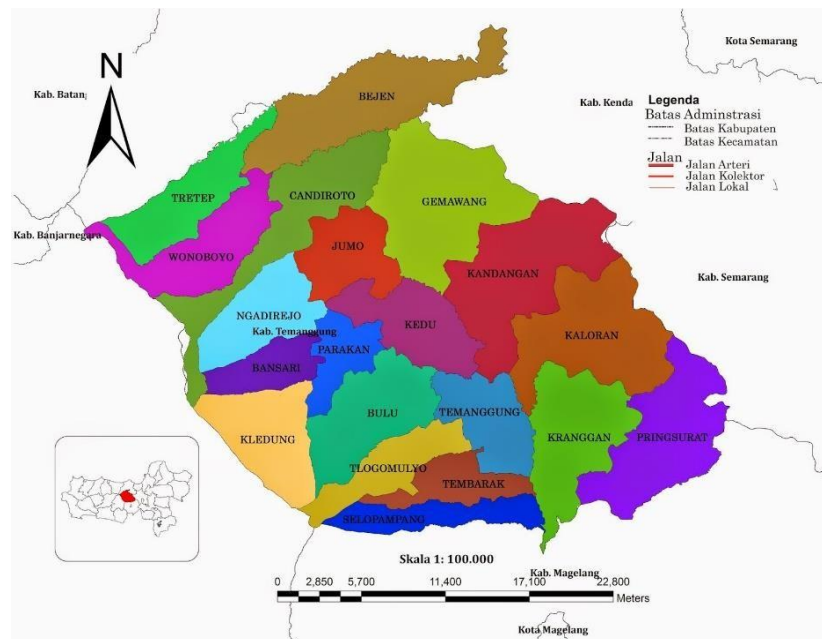 Kota Semarang
N
Kab. Batan
BEJEN
Kab. Kenda
Legenda
Batas Adminstrasi
Batas Kabupaten
Batas Kecamatan
Jalan
Jalan Arteri
Jalan Kolektor
Jalan Lokal
TRETEP
CANDIROTO
GEMAWANG
Kab. Banjarnegara
WONOBOYO
JUMO
KANDANGAN
Kab. Semarang
NGADIREJO
KEDU
KALORAN
Kab. Temanggung
PARAKAN
BANSARI
BULU
TEMANGGUNG
KLEDUNG
KRANGGAN
PRINGSURAT
TLOGOMULYO
TEMBARAK
SELOPAMPANG
Skala 1: 100.000
Kab. Magelang
0 2,850 5,700 11,400 17,100 22,800
Meters
Kota Magelang